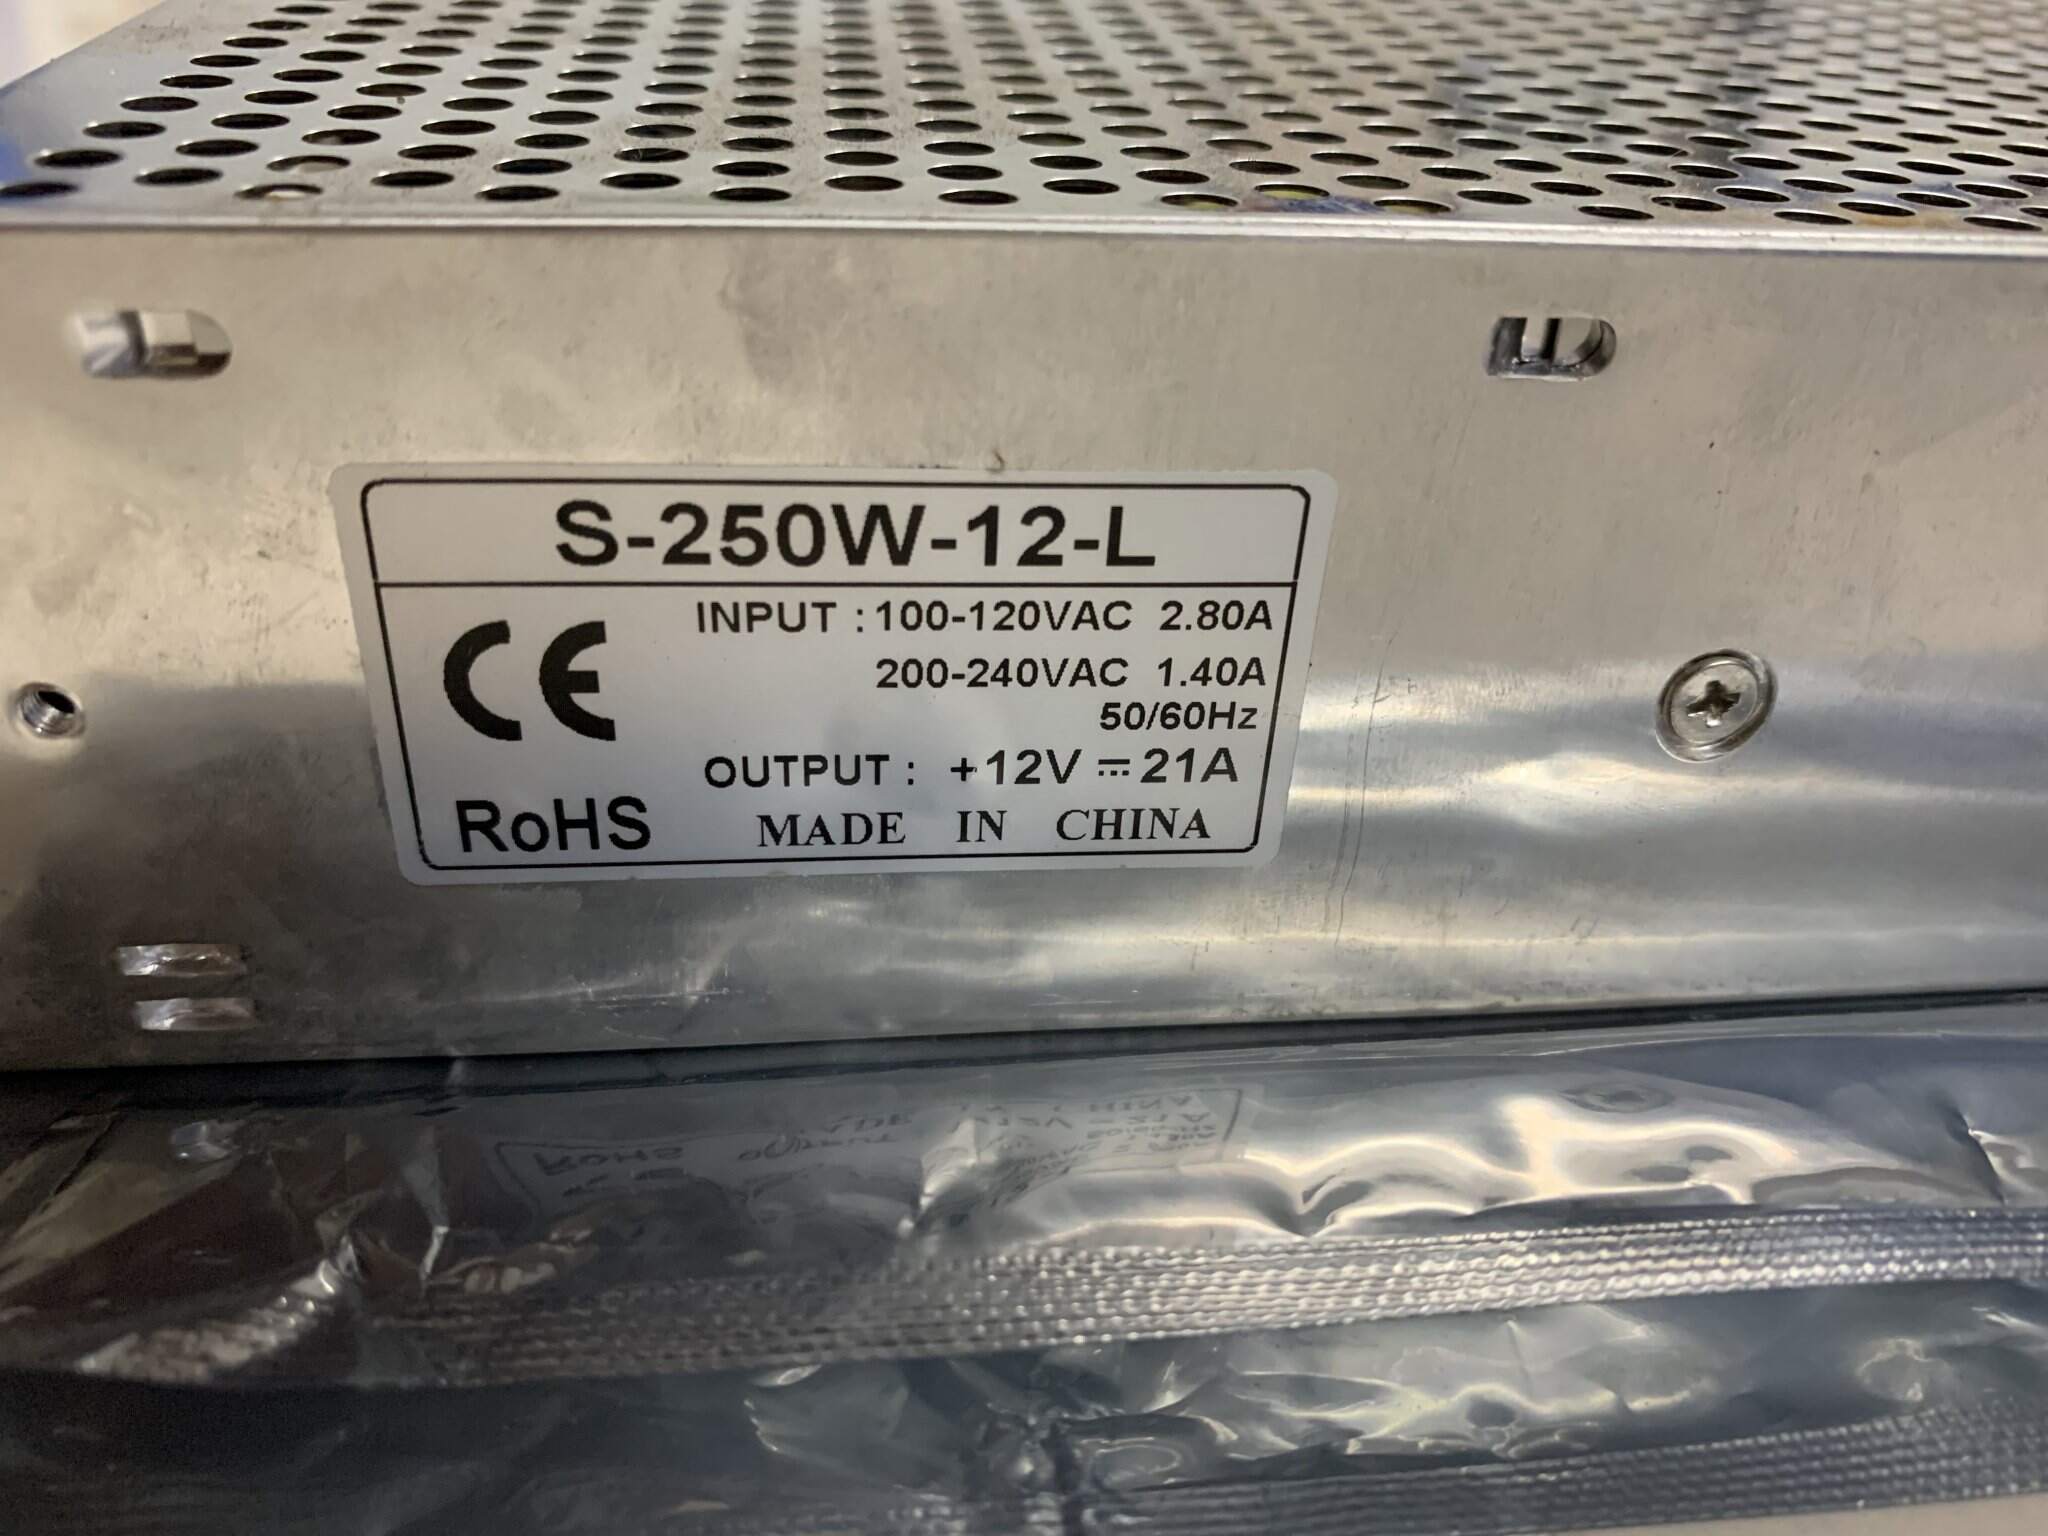 S-250W-12-L
CE
INPUT : 100-120VAC 2.80A
200-240VAC 1.40A
50/60Hz
OUTPUT : +12V ⎓ 21A
RoHS
MADE IN CHINA